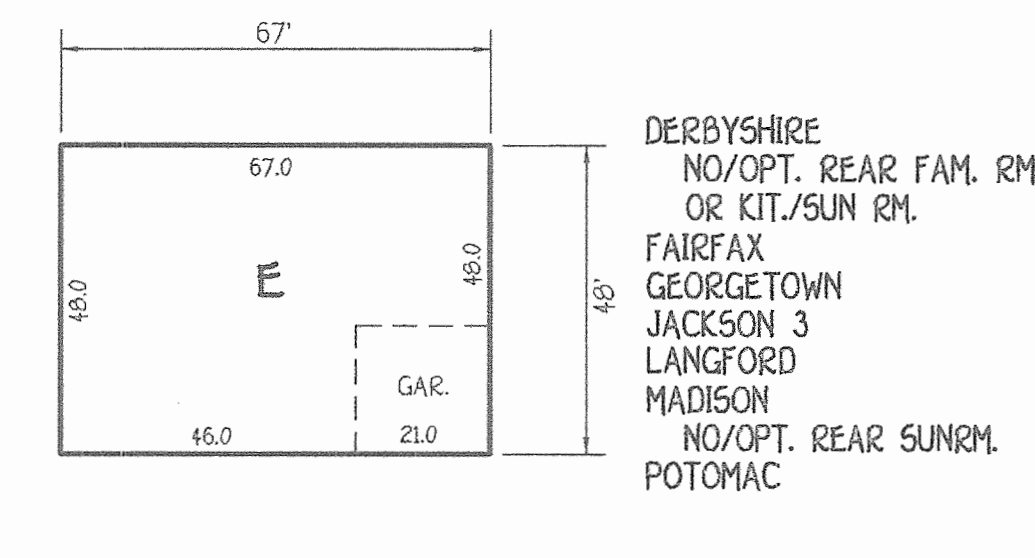 67'
67.0
48.0
E
48.0
48'
GAR.
46.0
21.0
DERBYSHIRE
NO/OPT. REAR FAM. RM
OR KIT./SUN RM.
FAIRFAX
GEORGETOWN
JACKSON 3
LANGFORD
MADISON
NO/OPT. REAR SUNRM.
POTOMAC